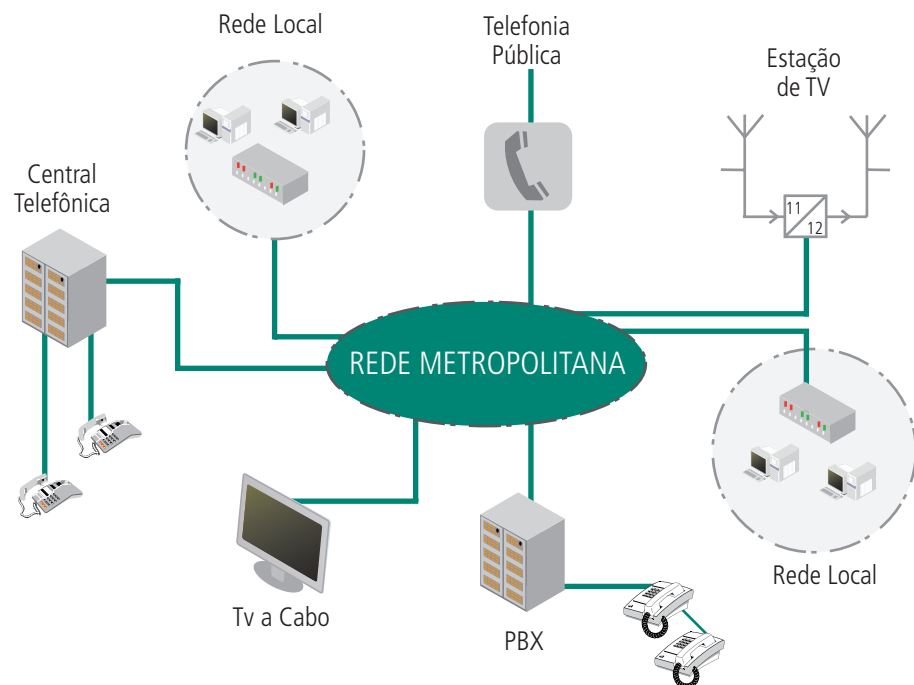 Rede Local
Telefonia
Pública
Estação
de TV
Central
Telefônica
11
12
REDE METROPOLITANA
Tv a Cabo
PBX
Rede Local